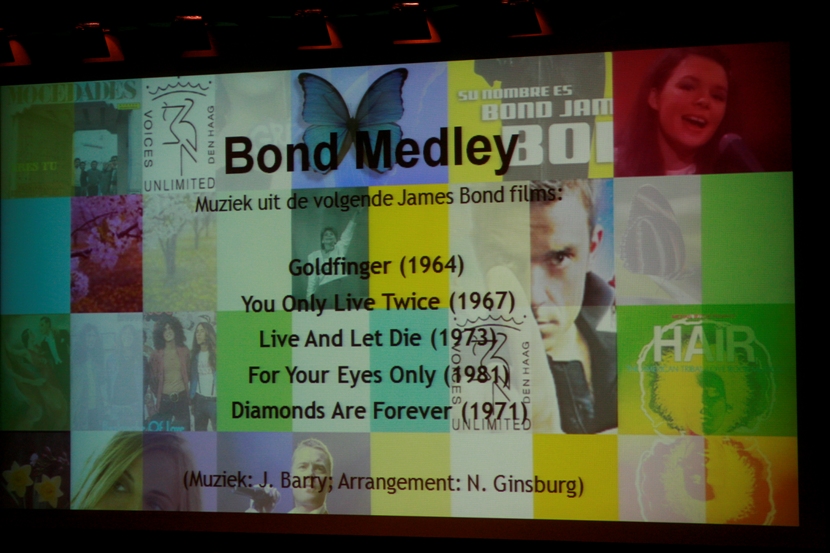 MOCEDADES
VOICES
DEN HAAG
UNLIMITED
SU NOMBRE ES
BOND JAM
BO
Bond Medley
Muziek uit de volgende James Bond films:
Goldfinger (1964)
You Only Live Twice (1967)
Live And Let Die (1973)
For Your Eyes Only (1981)
Diamonds Are Forever (1971)
VOICES
DEN HAAG
UNLIMITED
HAIR
(Muziek: J. Barry; Arrangement: N. Ginsburg)